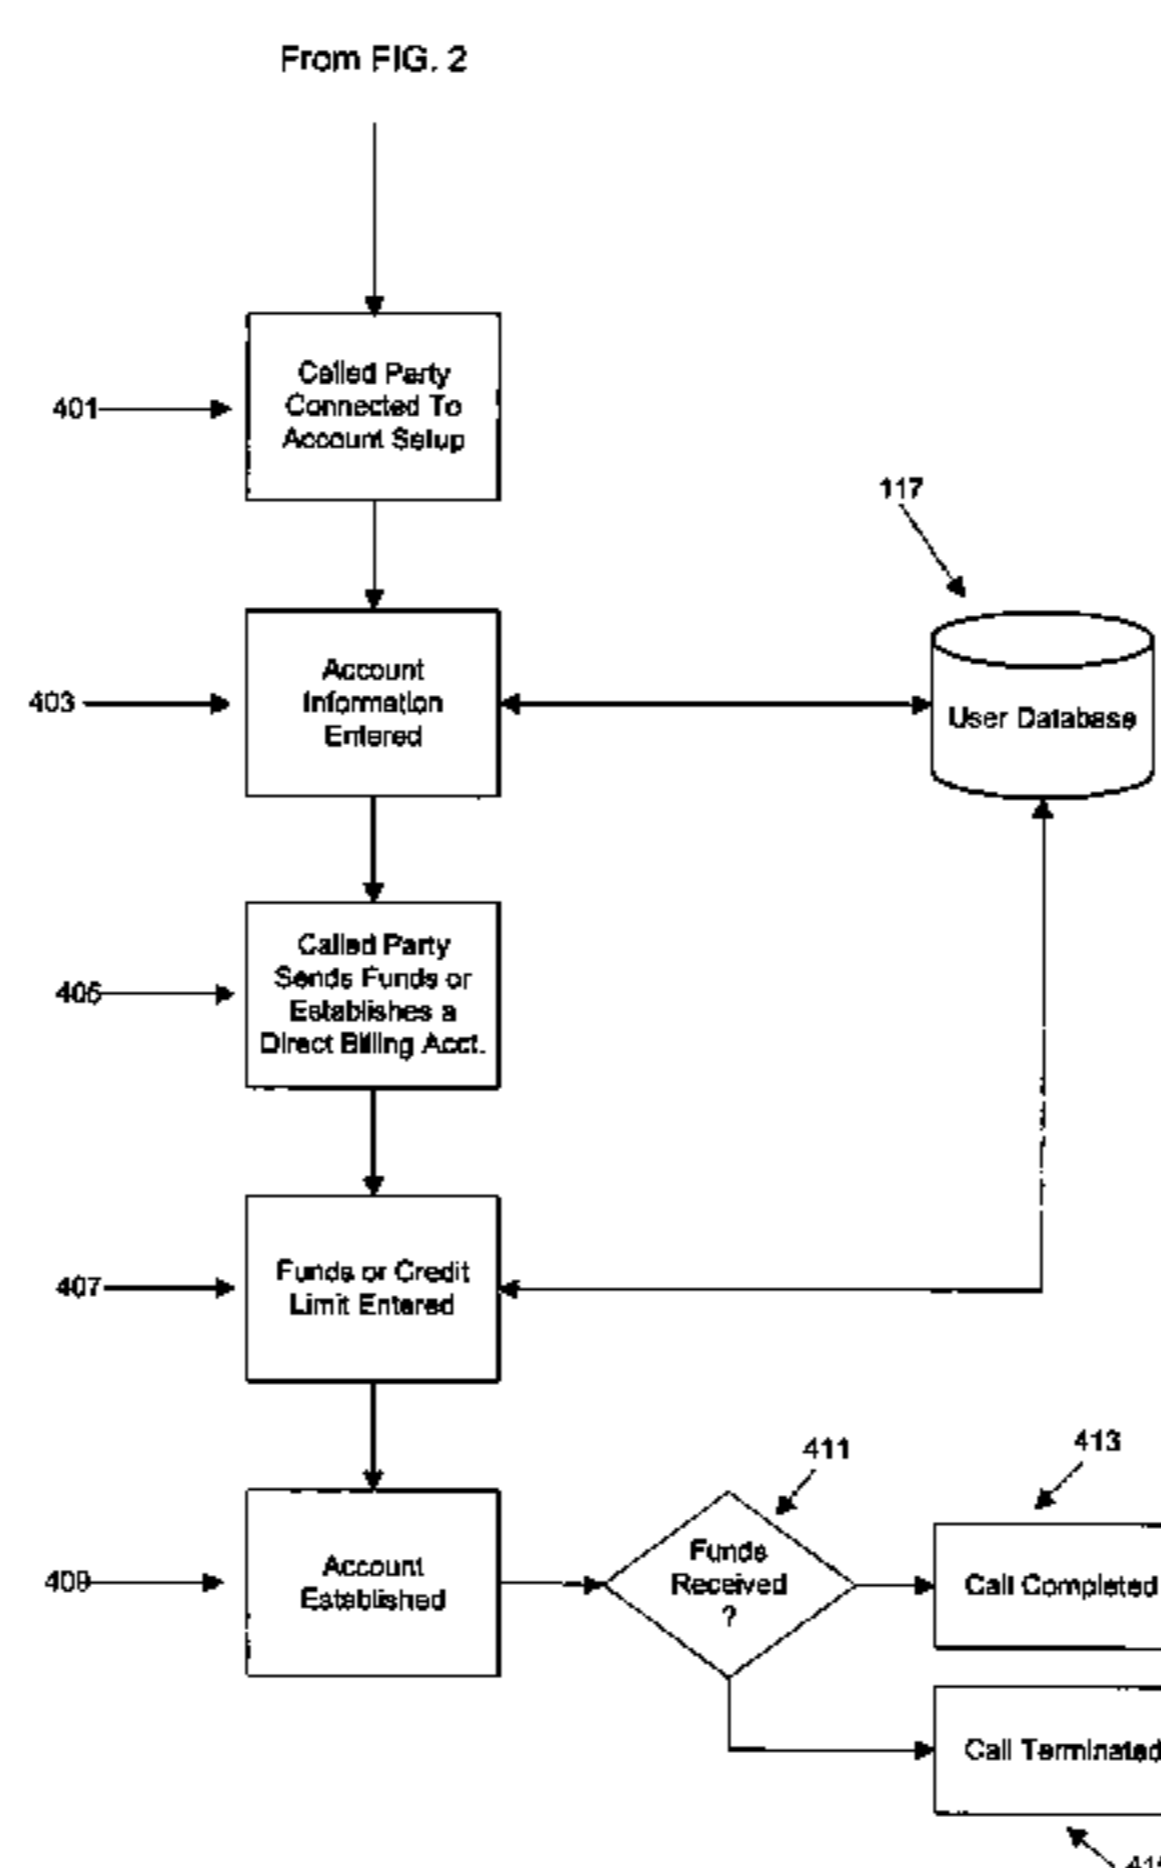 From FIG. 2
Called Party
Connected To
Account Setup
401
117
Account
Information
Entered
403
User Database
Called Party
Sends Funds or
Establishes a
Direct Billing Acct.
405
Funds or Credit
Limit Entered
407
411
413
Account
Established
409
Funds
Received
?
Call Completed
Call Terminated